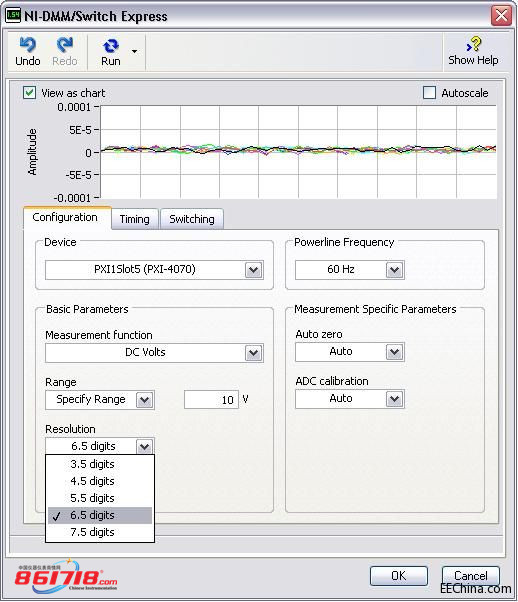 NI-DMM/Switch Express
Undo
Redo
Run
Show Help
View as chart
Autoscale
Amplitude
0.0001
5E-5
0
-5E-5
-0.0001
Configuration
Timing
Switching
Device
PXI1Slot5 (PXI-4070)
Powerline Frequency
60 Hz
Basic Parameters
Measurement function
DC Volts
Range
Specify Range
10 V
Resolution
6.5 digits
3.5 digits
4.5 digits
5.5 digits
6.5 digits
7.5 digits
Measurement Specific Parameters
Auto zero
Auto
ADC calibration
Auto
861718.com
OK
Cancel
EEChina.com